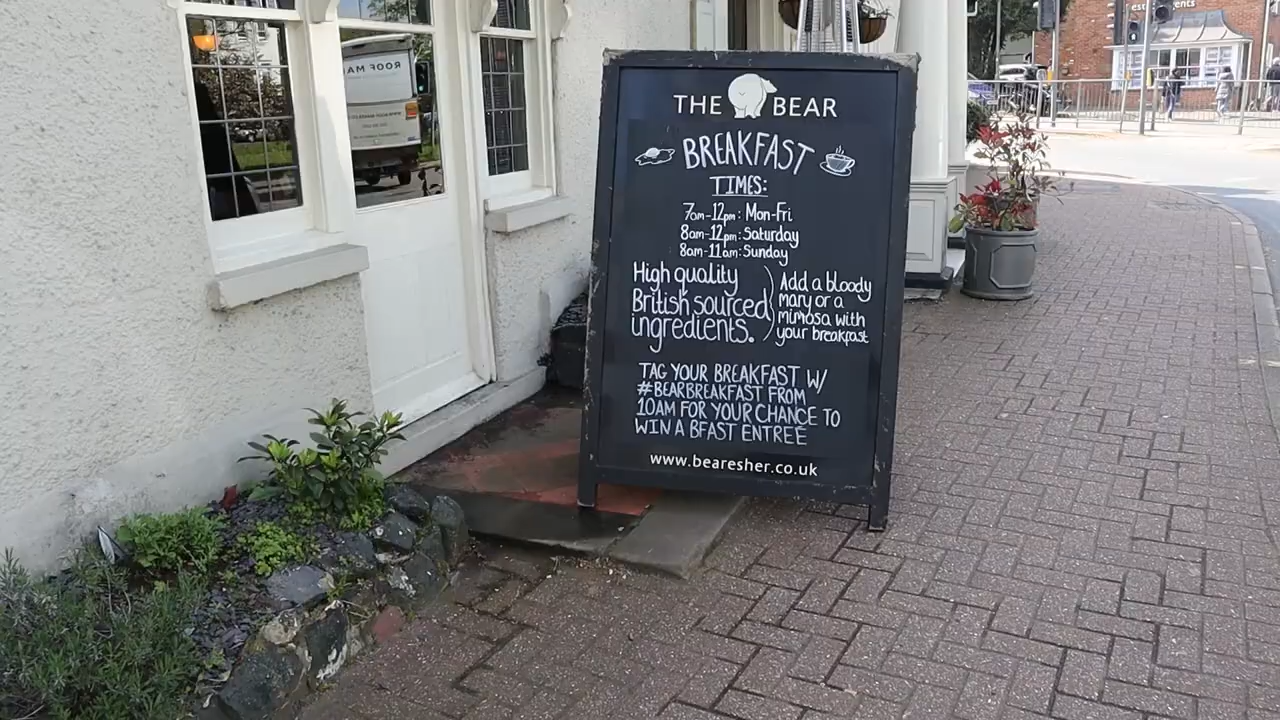 THE BEAR
BREAKFAST
TIMES:
7am-12pm: Mon-Fri
8am-12pm: Saturday
8am-11am: Sunday
High quality
British sourced
ingredients.
Add a bloody
mary or a
mimosa with
your breakfast
TAG YOUR BREAKFAST W/
#BEARBREAKFAST FROM
10AM FOR YOUR CHANCE TO
WIN A BFAST ENTREÉ
www.bearesher.co.uk
ROOF MA